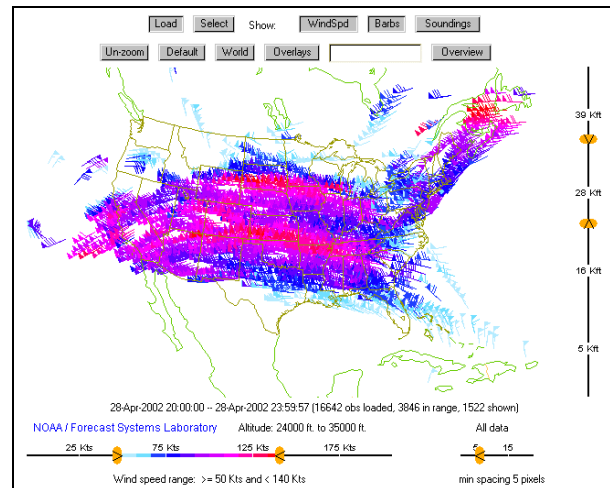 Load Select Show: WindSpd Barbs Soundings
Un-zoom Default World Overlays Overview
39 Kft
28 Kft
16 Kft
5 Kft
28-Apr-2002 20:00:00 -- 28-Apr-2002 23:59:57 (16642 obs loaded, 3846 in range, 1522 shown)
NOAA / Forecast Systems Laboratory Altitude: 24000 ft. to 35000 ft. All data
25 Kts 75 Kts 125 Kts 175 Kts 5 15
Wind speed range: >= 50 Kts and < 140 Kts min spacing 5 pixels